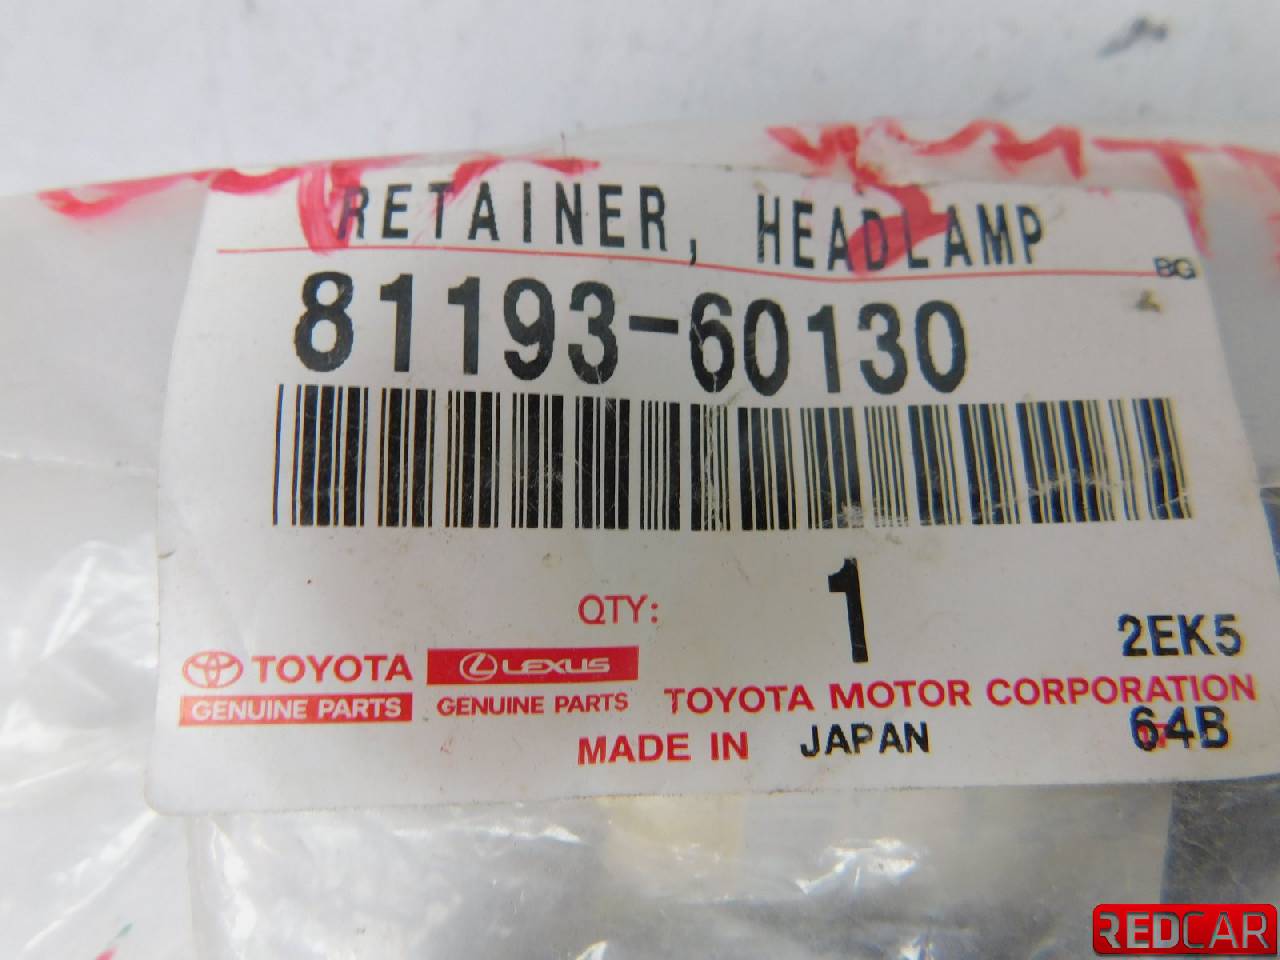 RETAINER, HEADLAMP
BG
81193-60130
QTY: 1
2EK5
TOYOTA LEXUS
GENUINE PARTS GENUINE PARTS
TOYOTA MOTOR CORPORATION
MADE IN JAPAN
64B
REDCAR